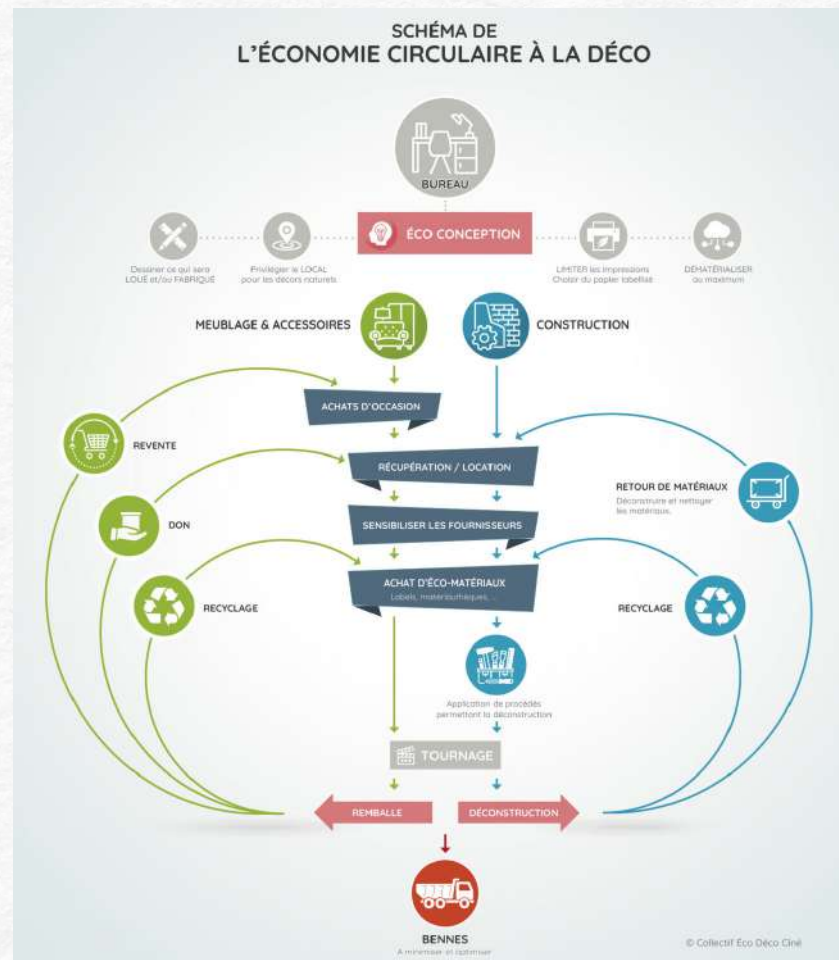 SCHÉMA DE
L'ÉCONOMIE CIRCULAIRE À LA DÉCO
BUREAU
ÉCO CONCEPTION
Dessiner ce qui sera
LOUÉ et/ou FABRIQUÉ
Privilégier le LOCAL
pour les décors naturels
LIMITER les impressions
Choisir du papier labellisé
DÉMATÉRIALISER
au maximum
MEUBLAGE & ACCESSOIRES
CONSTRUCTION
ACHATS D'OCCASION
REVENTE
RÉCUPÉRATION / LOCATION
RETOUR DE MATÉRIAUX
Déconstruire et nettoyer
les matériaux.
DON
SENSIBILISER LES FOURNISSEURS
ACHAT D'ÉCO-MATÉRIAUX
Labels, matériauthèques, ...
RECYCLAGE
RECYCLAGE
Application de procédés
permettant la déconstruction
TOURNAGE
REMBALLE
DÉCONSTRUCTION
BENNES
A minimiser et optimiser
© Collectif Éco Déco Ciné